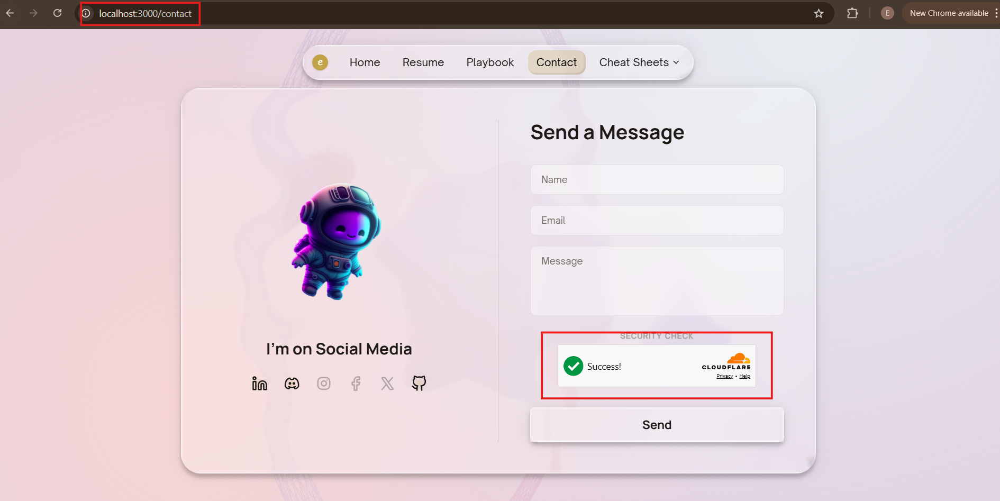 localhost:3000/contact
E
New Chrome available
e
Home
Resume
Playbook
Contact
Cheat Sheets
Send a Message
Name
Email
Message
SECURITY CHECK
Success!
CLOUDFLARE
Privacy • Help
Send
I'm on Social Media